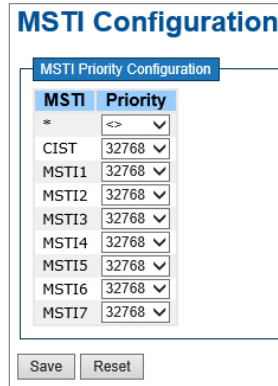 MSTI Configuration
MSTI Priority Configuration
MSTI Priority
* <>
CIST 32768
MSTI1 32768
MSTI2 32768
MSTI3 32768
MSTI4 32768
MSTI5 32768
MSTI6 32768
MSTI7 32768
Save Reset